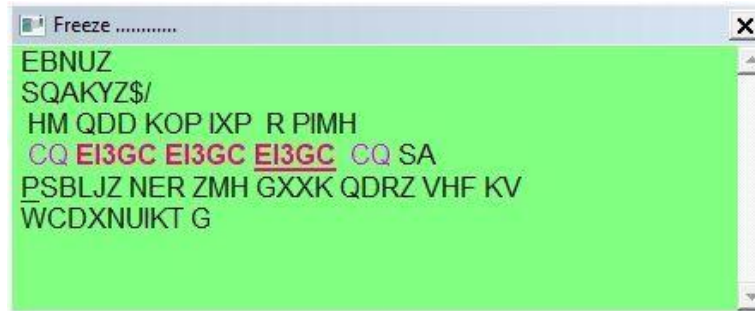 Freeze ............
EBNUZ
SQAKYZ$/
HM QDD KOP IXP R PIMH
CQ EI3GC EI3GC EI3GC CQ SA
PSBLJZ NER ZMH GXXK QDRZ VHF KV
WCDXNUIKT G